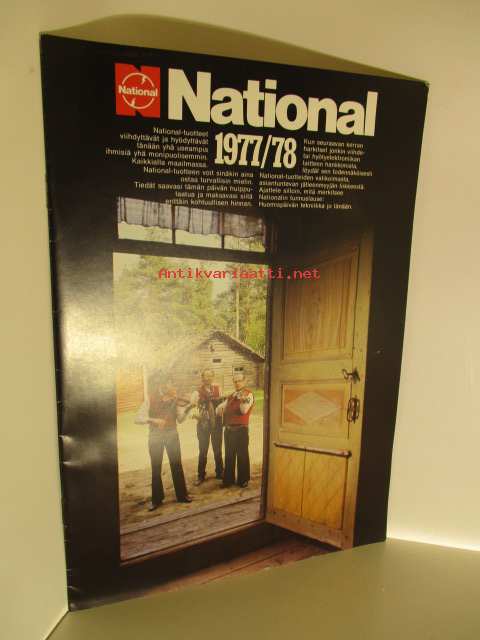 National
National
1977/78
National-tuotteet
viihdyttävät ja hyödyttävät
tänään yhä useampia
ihmisiä yhä monipuolisemmin.
Kaikkialla maailmassa.
National-tuotteen voit sinäkin aina
ostaa turvallisin mielin.
Tiedät saavasi tämän päivän huippu-
laatua ja maksavasi siitä
erittäin kohtuullisen hinnan.
Kun seuraavan kerran
harkitset jonkin viihde-
tai hyötyelektroniikan
laitteen hankkimista,
löydät sen todennäköisesti
National-tuotteiden valikoimasta,
asiantuntevan jälleenmyyjän liikkeestä.
Ajattele silloin, mitä merkitsee
Nationalin tunnuslause:
Huomispäivän tekniikka jo tänään.
Antikvariaatti.net